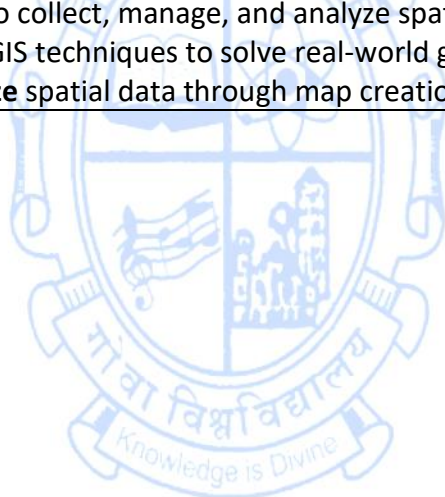 o collect, manage, and analyze spat
GIS techniques to solve real-world g
te spatial data through map creatio
गोवा विश्वविद्यालय
Knowledge is Divine